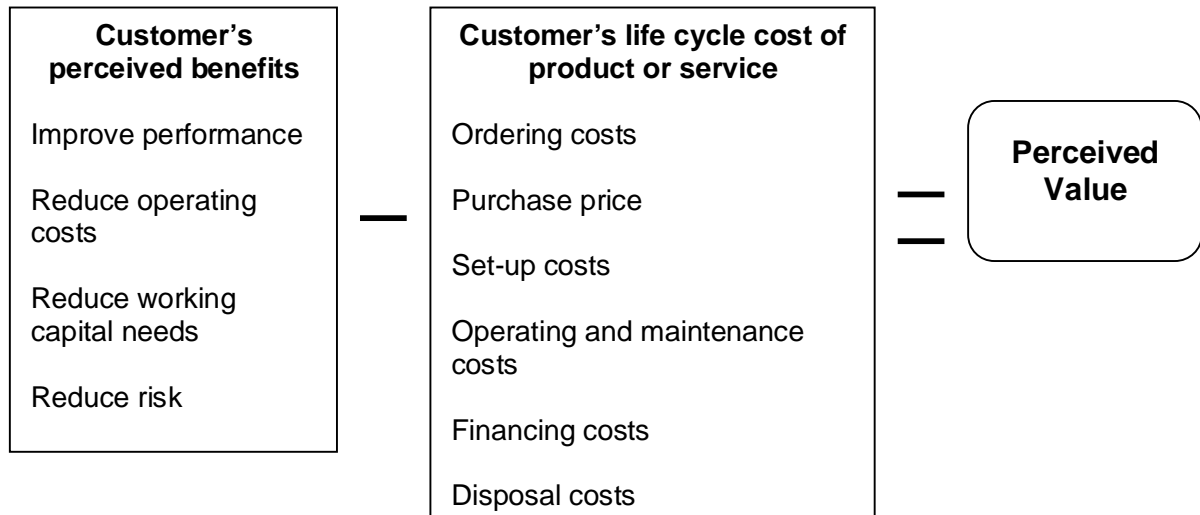 Customer’s
perceived benefits
Improve performance
Reduce operating
costs
Reduce working
capital needs
Reduce risk
Customer’s life cycle cost of
product or service
Ordering costs
Purchase price
Set-up costs
Operating and maintenance
costs
Financing costs
Disposal costs
Perceived
Value